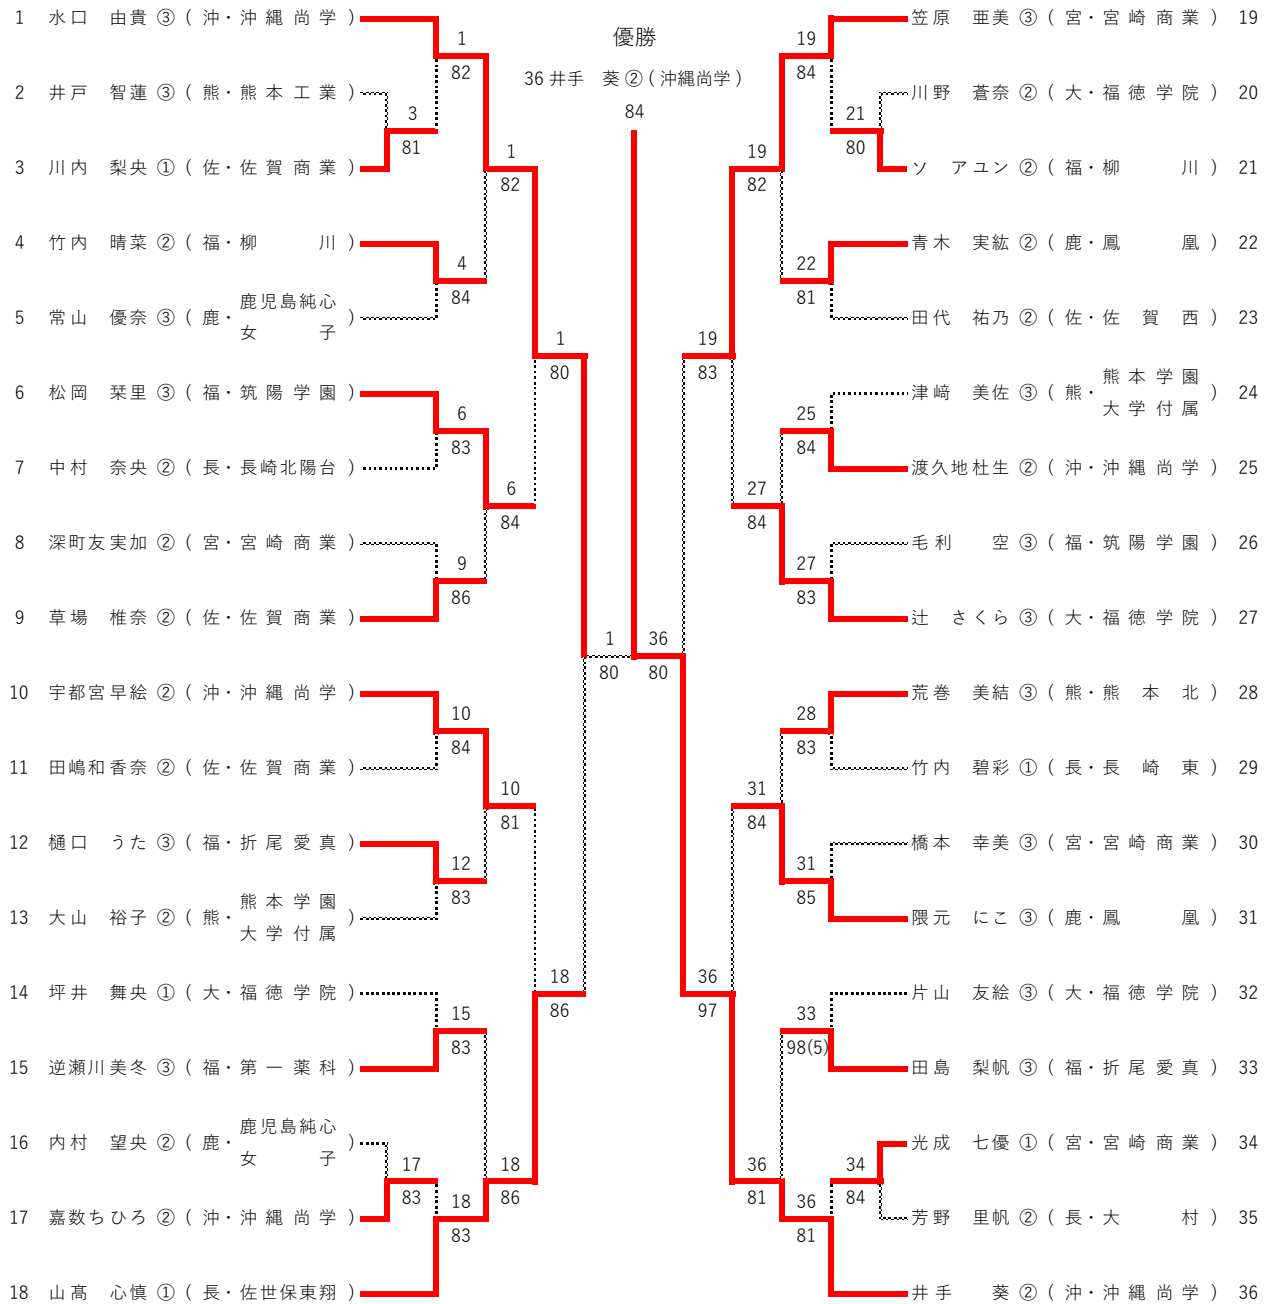 優勝
36 井手 葵 ② ( 沖縄尚学 )
84
1 水口 由貴 ③ ( 沖・沖縄尚学 )
2 井戸 智蓮 ③ ( 熊・熊本工業 )
3 川内 梨央 ① ( 佐・佐賀商業 )
4 竹内 晴菜 ② ( 福・柳川 )
5 常山 優奈 ③ ( 鹿・鹿児島純心女子 )
6 松岡 栞里 ③ ( 福・筑陽学園 )
7 中村 奈央 ② ( 長・長崎北陽台 )
8 深町友実加 ② ( 宮・宮崎商業 )
9 草場 椎奈 ② ( 佐・佐賀商業 )
10 宇都宮早絵 ② ( 沖・沖縄尚学 )
11 田嶋和香奈 ② ( 佐・佐賀商業 )
12 樋口 うた ③ ( 福・折尾愛真 )
13 大山 裕子 ② ( 熊・熊本学園大学付属 )
14 坪井 舞央 ① ( 大・福徳学院 )
15 逆瀬川美冬 ③ ( 福・第一薬科 )
16 内村 望央 ② ( 鹿・鹿児島純心女子 )
17 嘉数ちひろ ② ( 沖・沖縄尚学 )
18 山髙 心慎 ① ( 長・佐世保東翔 )
1
82
3
81
4
84
6
83
9
86
10
84
12
83
15
83
17
83
18
83
1
82
6
84
10
81
18
86
1
80
18
86
1
80
36
80
19
83
36
97
19
82
27
84
31
84
36
81
19
84
21
80
22
81
25
84
27
83
28
83
31
85
33
98(5)
34
84
36
81
笠原 亜美 ③ ( 宮・宮崎商業 ) 19
川野 蒼奈 ② ( 大・福徳学院 ) 20
ソ アユン ② ( 福・柳川 ) 21
青木 実紘 ② ( 鹿・鳳凰 ) 22
田代 祐乃 ② ( 佐・佐賀西 ) 23
津﨑 美佐 ③ ( 熊・熊本学園大学付属 ) 24
渡久地杜生 ② ( 沖・沖縄尚学 ) 25
毛利 空 ③ ( 福・筑陽学園 ) 26
辻 さくら ③ ( 大・福徳学院 ) 27
荒巻 美結 ③ ( 熊・熊本北 ) 28
竹内 碧彩 ① ( 長・長崎東 ) 29
橋本 幸美 ③ ( 宮・宮崎商業 ) 30
隈元 にこ ③ ( 鹿・鳳凰 ) 31
片山 友絵 ③ ( 大・福徳学院 ) 32
田島 梨帆 ③ ( 福・折尾愛真 ) 33
光成 七優 ① ( 宮・宮崎商業 ) 34
芳野 里帆 ② ( 長・大村 ) 35
井手 葵 ② ( 沖・沖縄尚学 ) 36